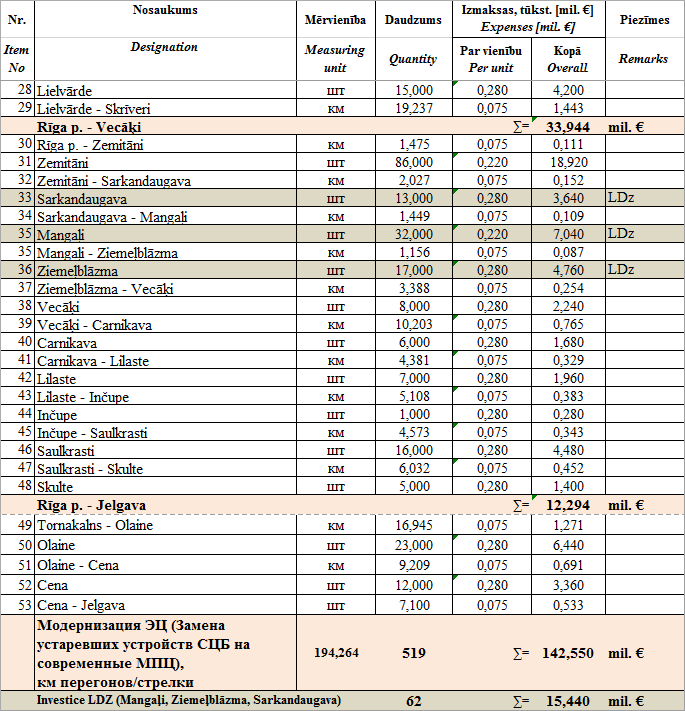 Nr. Nosaukums Mērvienība Daudzums Izmaksas, tūkst. [mil. €] Piezīmes
Expenses [mil. €]
Item No Designation Measuring unit Quantity Par vienību Per unit Kopā Overall Remarks
28 Lielvārde шт 15,000 0,280 4,200
29 Lielvārde - Skrīveri км 19,237 0,075 1,443
Rīga p. - Vecāķi ∑= 33,944 mil. €
30 Rīga p. - Zemitāni км 1,475 0,075 0,111
31 Zemitāni шт 86,000 0,220 18,920
32 Zemitāni - Sarkandaugava км 2,027 0,075 0,152
33 Sarkandaugava шт 13,000 0,280 3,640 LDz
34 Sarkandaugava - Mangaļi км 1,449 0,075 0,109
35 Mangaļi шт 32,000 0,220 7,040 LDz
35 Mangaļi - Ziemeļblāzma км 1,156 0,075 0,087
36 Ziemeļblāzma шт 17,000 0,280 4,760 LDz
37 Ziemeļblāzma - Vecāķi км 3,388 0,075 0,254
38 Vecāķi шт 8,000 0,280 2,240
39 Vecāķi - Carnikava км 10,203 0,075 0,765
40 Carnikava шт 6,000 0,280 1,680
41 Carnikava - Lilaste км 4,381 0,075 0,329
42 Lilaste шт 7,000 0,280 1,960
43 Lilaste - Inčupe км 5,108 0,075 0,383
44 Inčupe шт 1,000 0,280 0,280
45 Inčupe - Saulkrasti км 4,573 0,075 0,343
46 Saulkrasti шт 16,000 0,280 4,480
47 Saulkrasti - Skulte км 6,032 0,075 0,452
48 Skulte шт 5,000 0,280 1,400
Rīga p. - Jelgava ∑= 12,294 mil. €
49 Tornakalns - Olaine км 16,945 0,075 1,271
50 Olaine шт 23,000 0,280 6,440
51 Olaine - Cena км 9,209 0,075 0,691
52 Cena шт 12,000 0,280 3,360
53 Cena - Jelgava шт 7,100 0,075 0,533
Модернизация ЭЦ (Замена
устаревших устройств СЦБ на
современные МПЦ), 194,264 519 ∑= 142,550 mil. €
км перегонов/стрелки
Investice LDZ (Mangaļi, Ziemeļblāzma, Sarkandaugava) 62 ∑= 15,440 mil. €